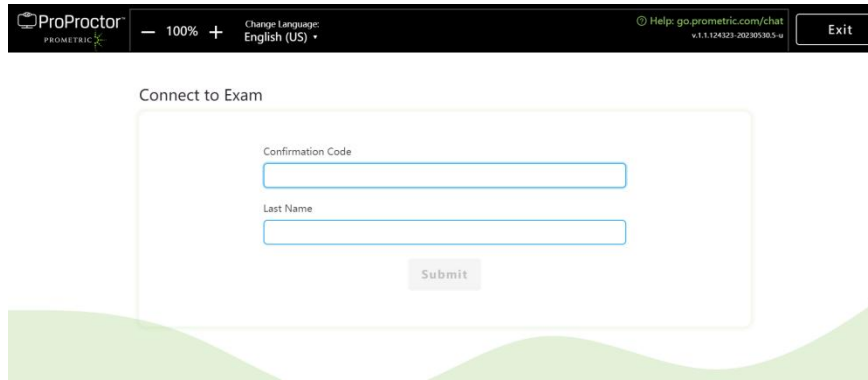 ProProctor™
PROMETRIC
— 100% +
Change Language:
English (US) ▾
? Help: go.prometric.com/chat
v.1.1.124323-20230530.5-u
Exit
Connect to Exam
Confirmation Code
Last Name
Submit